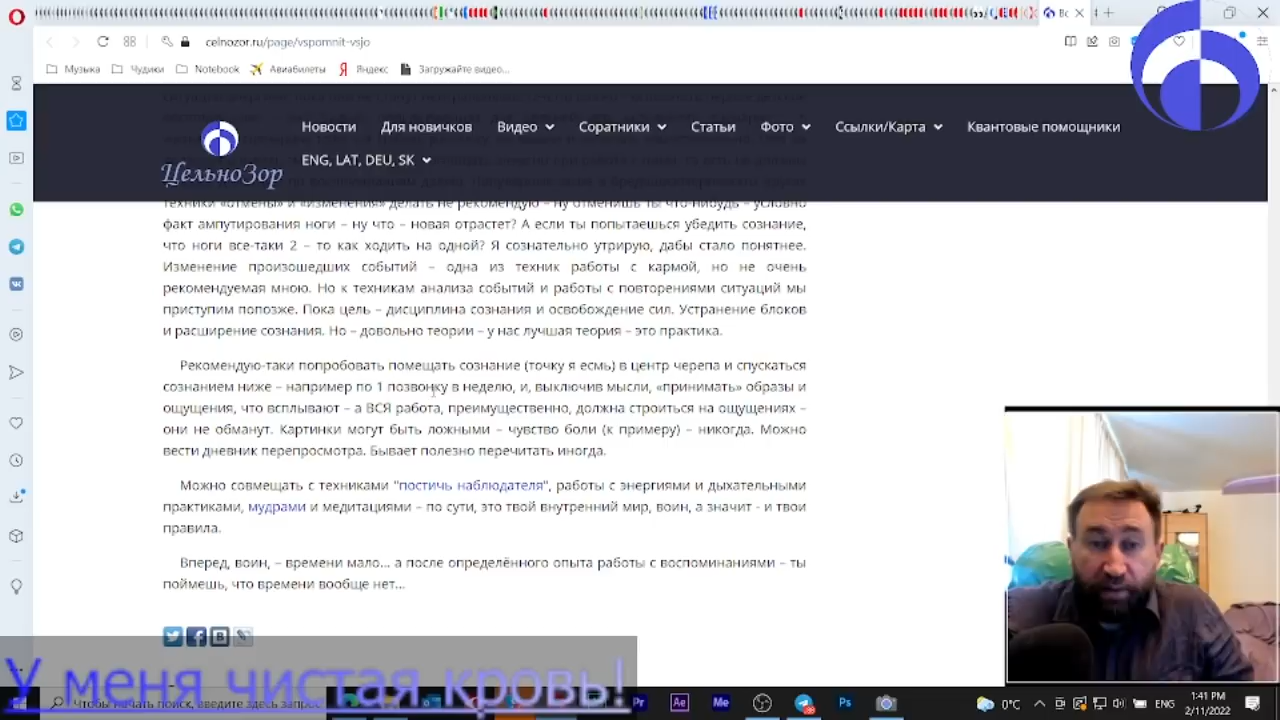 celnozor.ru/page/vspomnit-vsjo
Музыка Чудики Notebook Авиабилеты Яндекс Загружайте видео...
Новости Для новичков Видео Соратники Статьи Фото Ссылки/Карта Квантовые помощники
ENG, LAT, DEU, SK
ЦельноЗор
техники «отмены» и «изменения» делать не рекомендую – ну отменишь ты что-нибудь – условно
факт ампутирования ноги – ну что – новая отрастет? А если ты попытаешься убедить сознание,
что ноги все-таки 2 – то как ходить на одной? Я сознательно утрирую, дабы стало понятнее.
Изменение произошедших событий – одна из техник работы с кармой, но не очень
рекомендуемая мною. Но к техникам анализа событий и работы с повторениями ситуаций мы
приступим попозже. Пока цель – дисциплина сознания и освобождение сил. Устранение блоков
и расширение сознания. Но – довольно теории – у нас лучшая теория – это практика.
Рекомендую-таки попробовать помещать сознание (точку я есмь) в центр черепа и спускаться
сознанием ниже – например по 1 позвонку в неделю, и, выключив мысли, «принимать» образы и
ощущения, что всплывают – а ВСЯ работа, преимущественно, должна строиться на ощущениях –
они не обманут. Картинки могут быть ложными – чувство боли (к примеру) – никогда. Можно
вести дневник перепросмотра. Бывает полезно перечитать иногда.
Можно совмещать с техниками "постичь наблюдателя", работы с энергиями и дыхательными
практиками, мудрами и медитациями – по сути, это твой внутренний мир, воин, а значит - и твои
правила.
Вперед, воин, – времени мало... а после определённого опыта работы с воспоминаниями – ты
поймешь, что времени вообще нет...
У меня чистая кровь!
Чтобы начать поиск, введите здесь запрос
Pr Ae Me Ps 0°C ENG 1:41 PM
2/11/2022